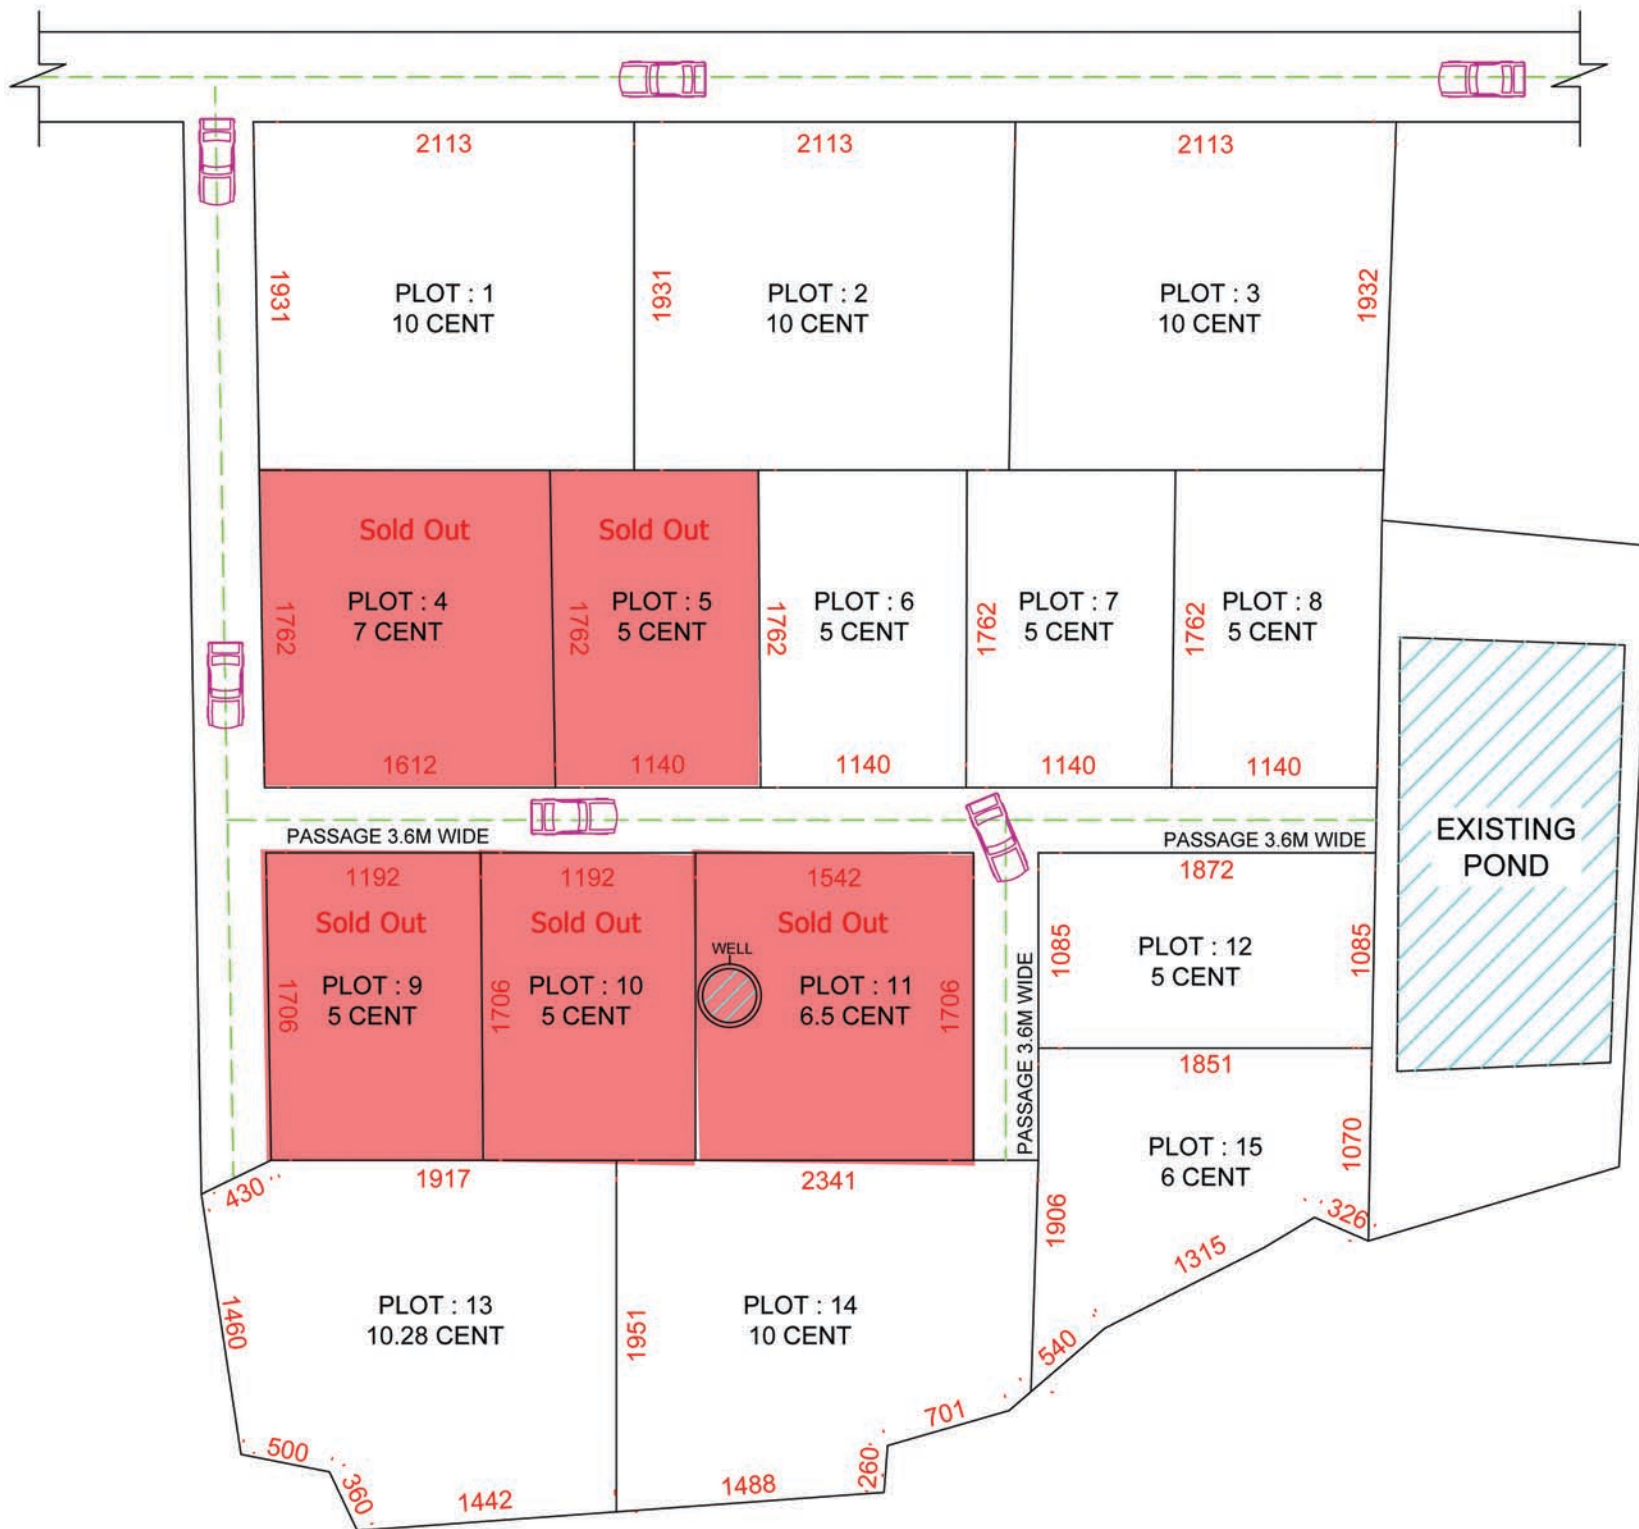 2113
2113
2113
1931
PLOT : 1
10 CENT
1931
PLOT : 2
10 CENT
PLOT : 3
10 CENT
1932
Sold Out
PLOT : 4
7 CENT
1762
1612
Sold Out
PLOT : 5
5 CENT
1762
1140
1762
PLOT : 6
5 CENT
1140
1762
PLOT : 7
5 CENT
1140
1762
PLOT : 8
5 CENT
1140
EXISTING
POND
PASSAGE 3.6M WIDE
PASSAGE 3.6M WIDE
1192
Sold Out
PLOT : 9
5 CENT
1706
1192
Sold Out
PLOT : 10
5 CENT
1706
1542
Sold Out
WELL
PLOT : 11
6.5 CENT
1706
PASSAGE 3.6M WIDE
1872
1085
PLOT : 12
5 CENT
1085
1851
PLOT : 15
6 CENT
1070
1906
326
1315
540
430
1917
PLOT : 13
10.28 CENT
1460
500
360
1442
2341
PLOT : 14
10 CENT
1951
701
260
1488